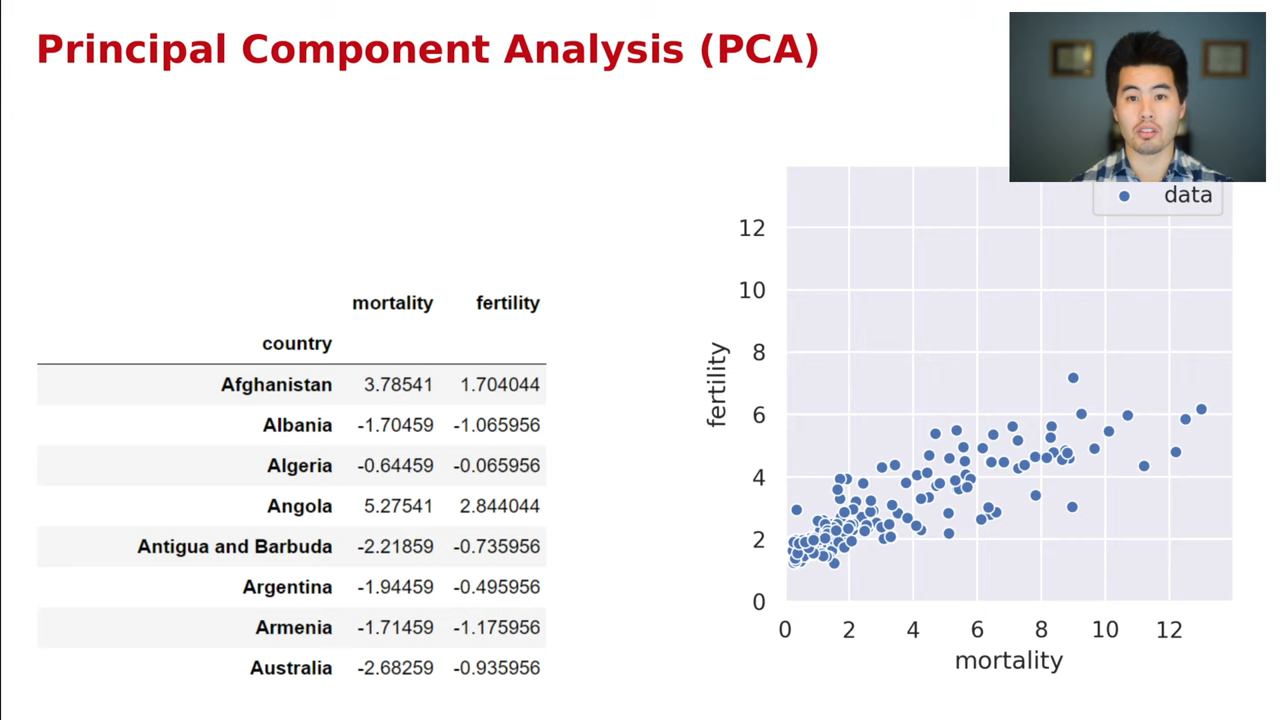 Principal Component Analysis (PCA)
mortality fertility
country
Afghanistan 3.78541 1.704044
Albania -1.70459 -1.065956
Algeria -0.64459 -0.065956
Angola 5.27541 2.844044
Antigua and Barbuda -2.21859 -0.735956
Argentina -1.94459 -0.495956
Armenia -1.71459 -1.175956
Australia -2.68259 -0.935956
data
12
10
8
6
4
2
0
fertility
0 2 4 6 8 10 12
mortality